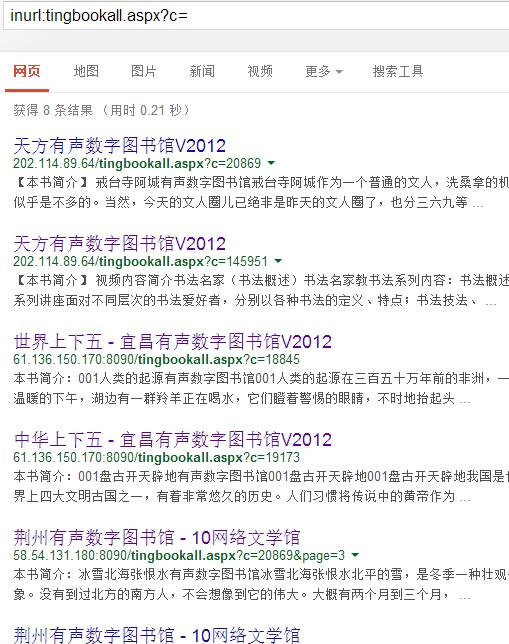 inurl:tingbookall.aspx?c=
网页 地图 图片 新闻 视频 更多 搜索工具
获得 8 条结果 （用时 0.21 秒）
天方有声数字图书馆V2012
202.114.89.64/tingbookall.aspx?c=20869
【本书简介】戒台寺阿城有声数字图书馆戒台寺阿城作为一个普通的文人，洗桑拿的机
似乎是不多的。当然，今天的文人圈儿已绝非是昨天的文人圈了，也分三六九等 ...
天方有声数字图书馆V2012
202.114.89.64/tingbookall.aspx?c=145951
【本书简介】视频内容简介书法名家（书法概述）书法名家教书法系列内容：书法概述
系列讲座面对不同层次的书法爱好者，分别以各种书法的定义、特点；书法技法、 ...
世界上下五 - 宜昌有声数字图书馆V2012
61.136.150.170:8090/tingbookall.aspx?c=18845
本书简介：001人类的起源有声数字图书馆001人类的起源在三百五十万年前的非洲，一
温暖的下午，湖边有一群羚羊正在喝水，它们瞪着警惕的眼睛，不时地抬起头 ...
中华上下五 - 宜昌有声数字图书馆V2012
61.136.150.170:8090/tingbookall.aspx?c=19173
本书简介：001盘古开天辟地有声数字图书馆001盘古开天辟地001盘古开天辟地我国是世
界上四大文明古国之一，有着非常悠久的历史。人们习惯将传说中的黄帝作为 ...
荆州有声数字图书馆 - 10网络文学馆
58.54.131.180:8090/tingbookall.aspx?c=20869&page=3
本书简介：冰雪北海张恨水有声数字图书馆冰雪北海张恨水北平的雪，是冬季一种壮观
象。没有到过北方的南方人，不会想像到它的伟大。大概有两个月到三个月， ...
荆州有声数字图书馆 - 10网络文学馆